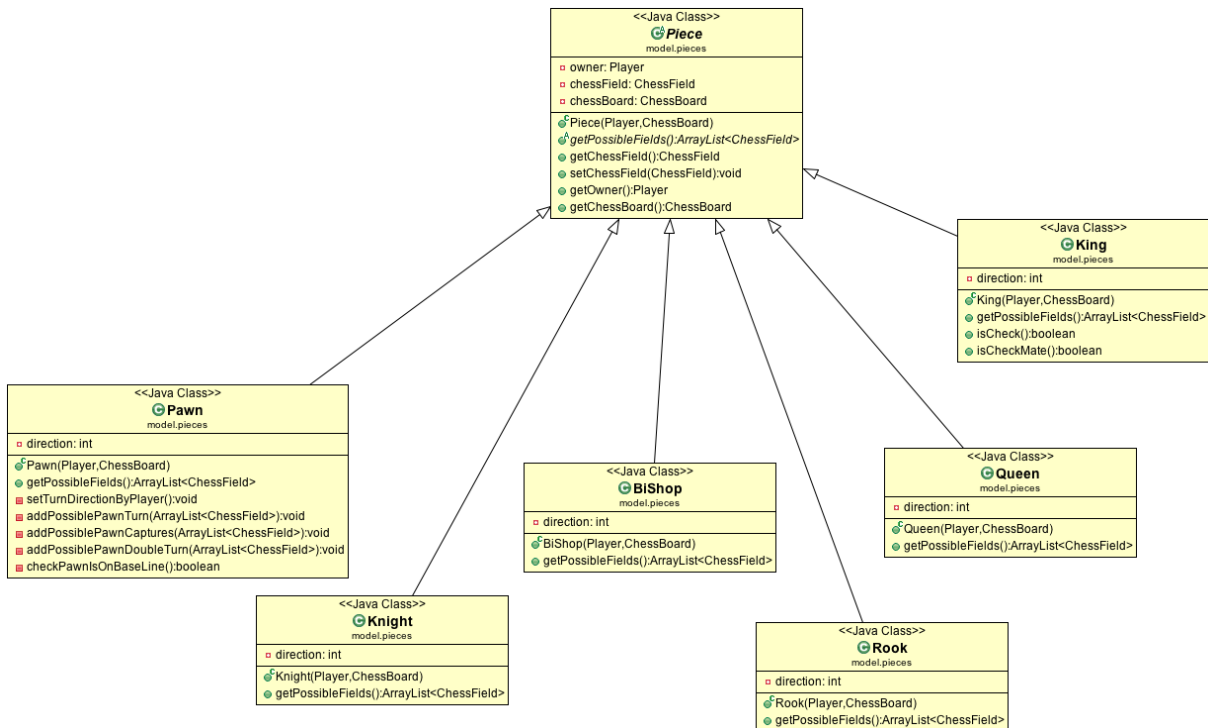 <<Java Class>>
Piece
model.pieces
owner: Player
chessField: ChessField
chessBoard: ChessBoard
Piece(Player,ChessBoard)
getPossibleFields():ArrayList<ChessField>
getChessField():ChessField
setChessField(ChessField):void
getOwner():Player
getChessBoard():ChessBoard
<<Java Class>>
King
model.pieces
direction: int
King(Player,ChessBoard)
getPossibleFields():ArrayList<ChessField>
isCheck():boolean
isCheckMate():boolean
<<Java Class>>
Pawn
model.pieces
direction: int
Pawn(Player,ChessBoard)
getPossibleFields():ArrayList<ChessField>
setTurnDirectionByPlayer():void
addPossiblePawnTurn(ArrayList<ChessField>):void
addPossiblePawnCaptures(ArrayList<ChessField>):void
addPossiblePawnDoubleTurn(ArrayList<ChessField>):void
checkPawnIsOnBaseLine():boolean
<<Java Class>>
BiShop
model.pieces
direction: int
BiShop(Player,ChessBoard)
getPossibleFields():ArrayList<ChessField>
<<Java Class>>
Queen
model.pieces
direction: int
Queen(Player,ChessBoard)
getPossibleFields():ArrayList<ChessField>
<<Java Class>>
Knight
model.pieces
direction: int
Knight(Player,ChessBoard)
getPossibleFields():ArrayList<ChessField>
<<Java Class>>
Rook
model.pieces
direction: int
Rook(Player,ChessBoard)
getPossibleFields():ArrayList<ChessField>